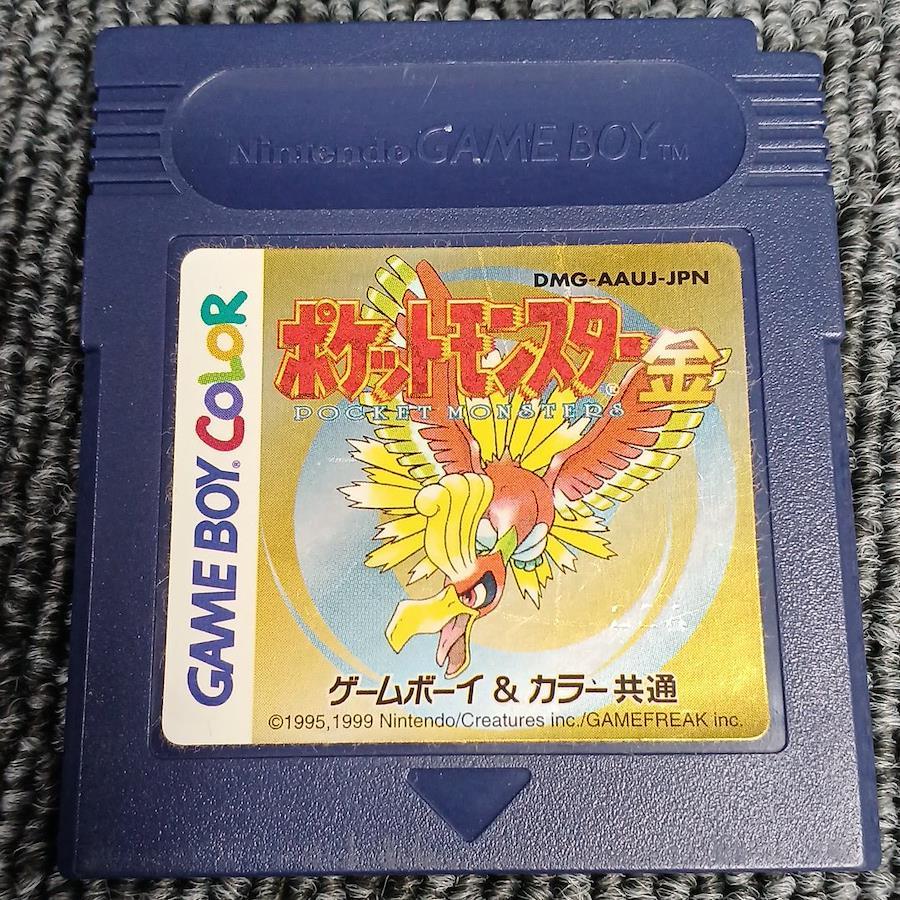 Nintendo GAME BOY TM
DMG-AAUJ-JPN
ポケットモンスター金
®
POCKET MONSTERS
GAME BOY® COLOR
ゲームボーイ & カラー共通
©1995,1999 Nintendo/Creatures inc./GAMEFREAK inc.